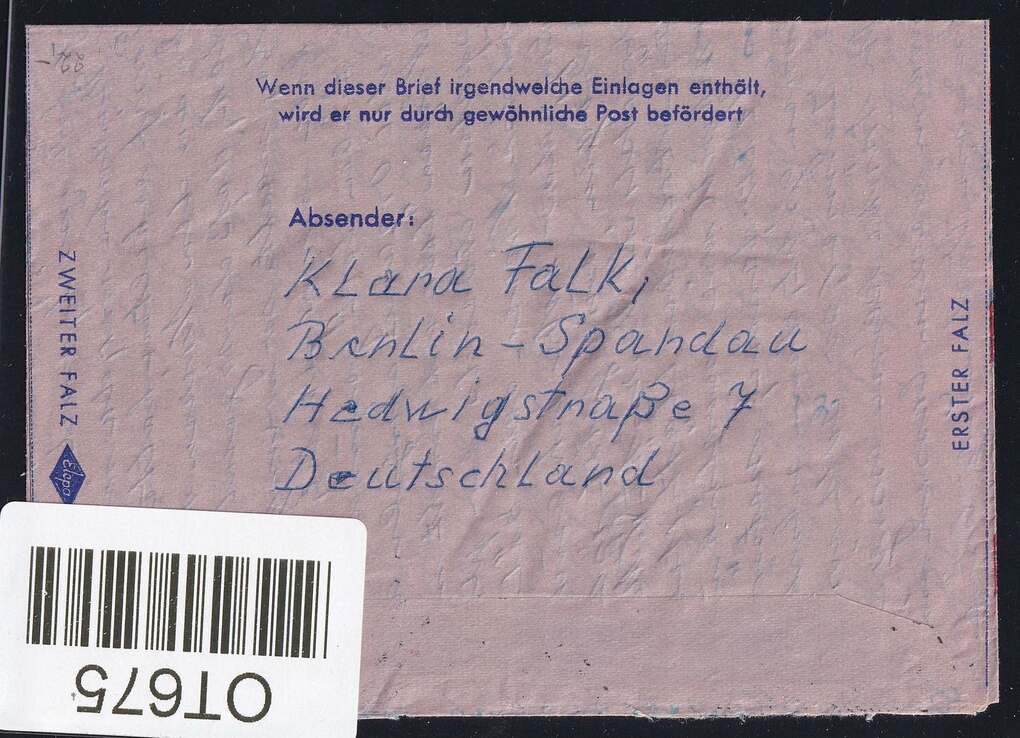 Wenn dieser Brief irgendwelche Einlagen enthält,
wird er nur durch gewöhnliche Post befördert
Absender:
Klara Falk,
Berlin-Spandau
Hedwigstraße 7
Deutschland
ZWEITER FALZ
Elepa
ERSTER FALZ
OT675